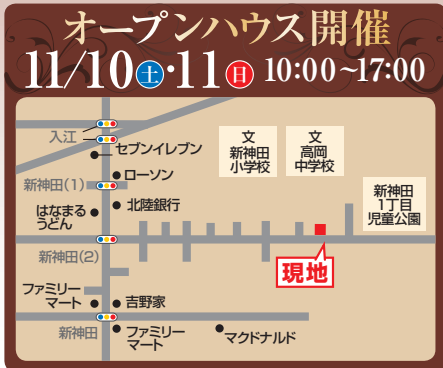 オープンハウス開催
11/10土・11日 10:00~17:00
入江
セブンイレブン
文
新神田
小学校
文
高岡
中学校
ローソン
新神田(1)
北陸銀行
はなまる
うどん
新神田
1丁目
児童公園
新神田(2)
現地
ファミリー
マート
吉野家
新神田
ファミリー
マート
マクドナルド